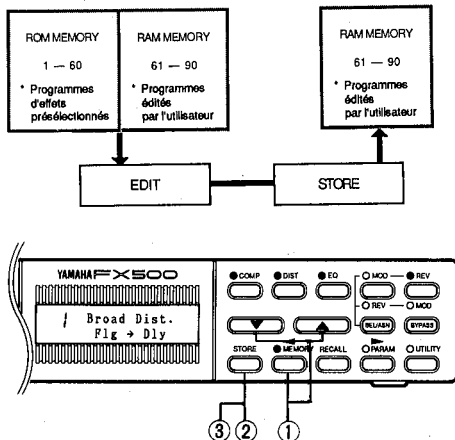 ROM MEMORY
1 — 60
* Programmes
d'effets
présélectionnés
RAM MEMORY
61 — 90
* Programmes
édités
par l'utilisateur
RAM MEMORY
61 — 90
* Programmes
édités
par l'utilisateur
EDIT
STORE
YAMAHA FX500
1 Broad Dist.
Flg → Dly
COMP DIST EQ MOD REV
REV MOD
SEL/ASN BYPASS
STORE MEMORY RECALL PARAM UTILITY
③ ② ①